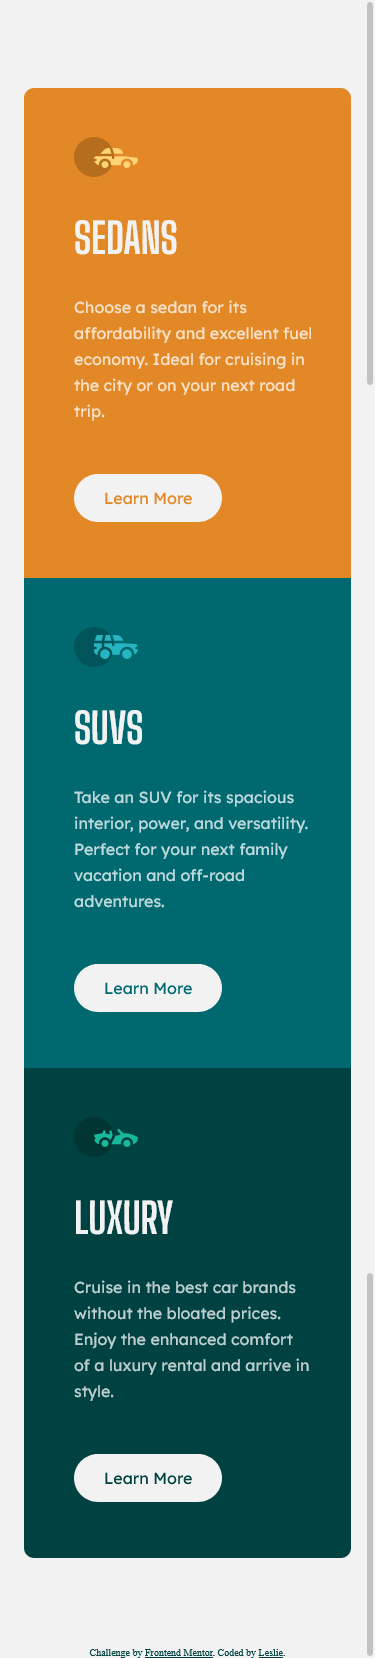 SEDANS
Choose a sedan for its
affordability and excellent fuel
economy. Ideal for cruising in
the city or on your next road
trip.
Learn More
SUVS
Take an SUV for its spacious
interior, power, and versatility.
Perfect for your next family
vacation and off-road
adventures.
Learn More
LUXURY
Cruise in the best car brands
without the bloated prices.
Enjoy the enhanced comfort
of a luxury rental and arrive in
style.
Learn More
Challenge by Frontend Mentor. Coded by Leslie.